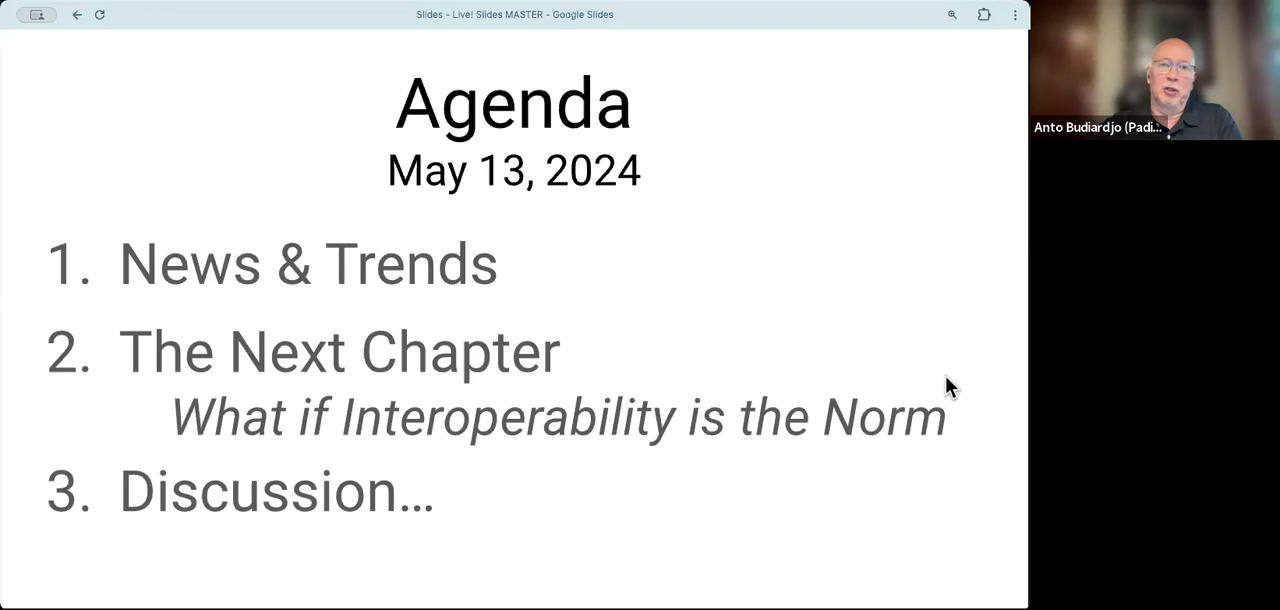 Slides - Live! Slides MASTER - Google Slides
Agenda
May 13, 2024
1. News & Trends
2. The Next Chapter
What if Interoperability is the Norm
3. Discussion…
Anto Budiardjo (Padi...